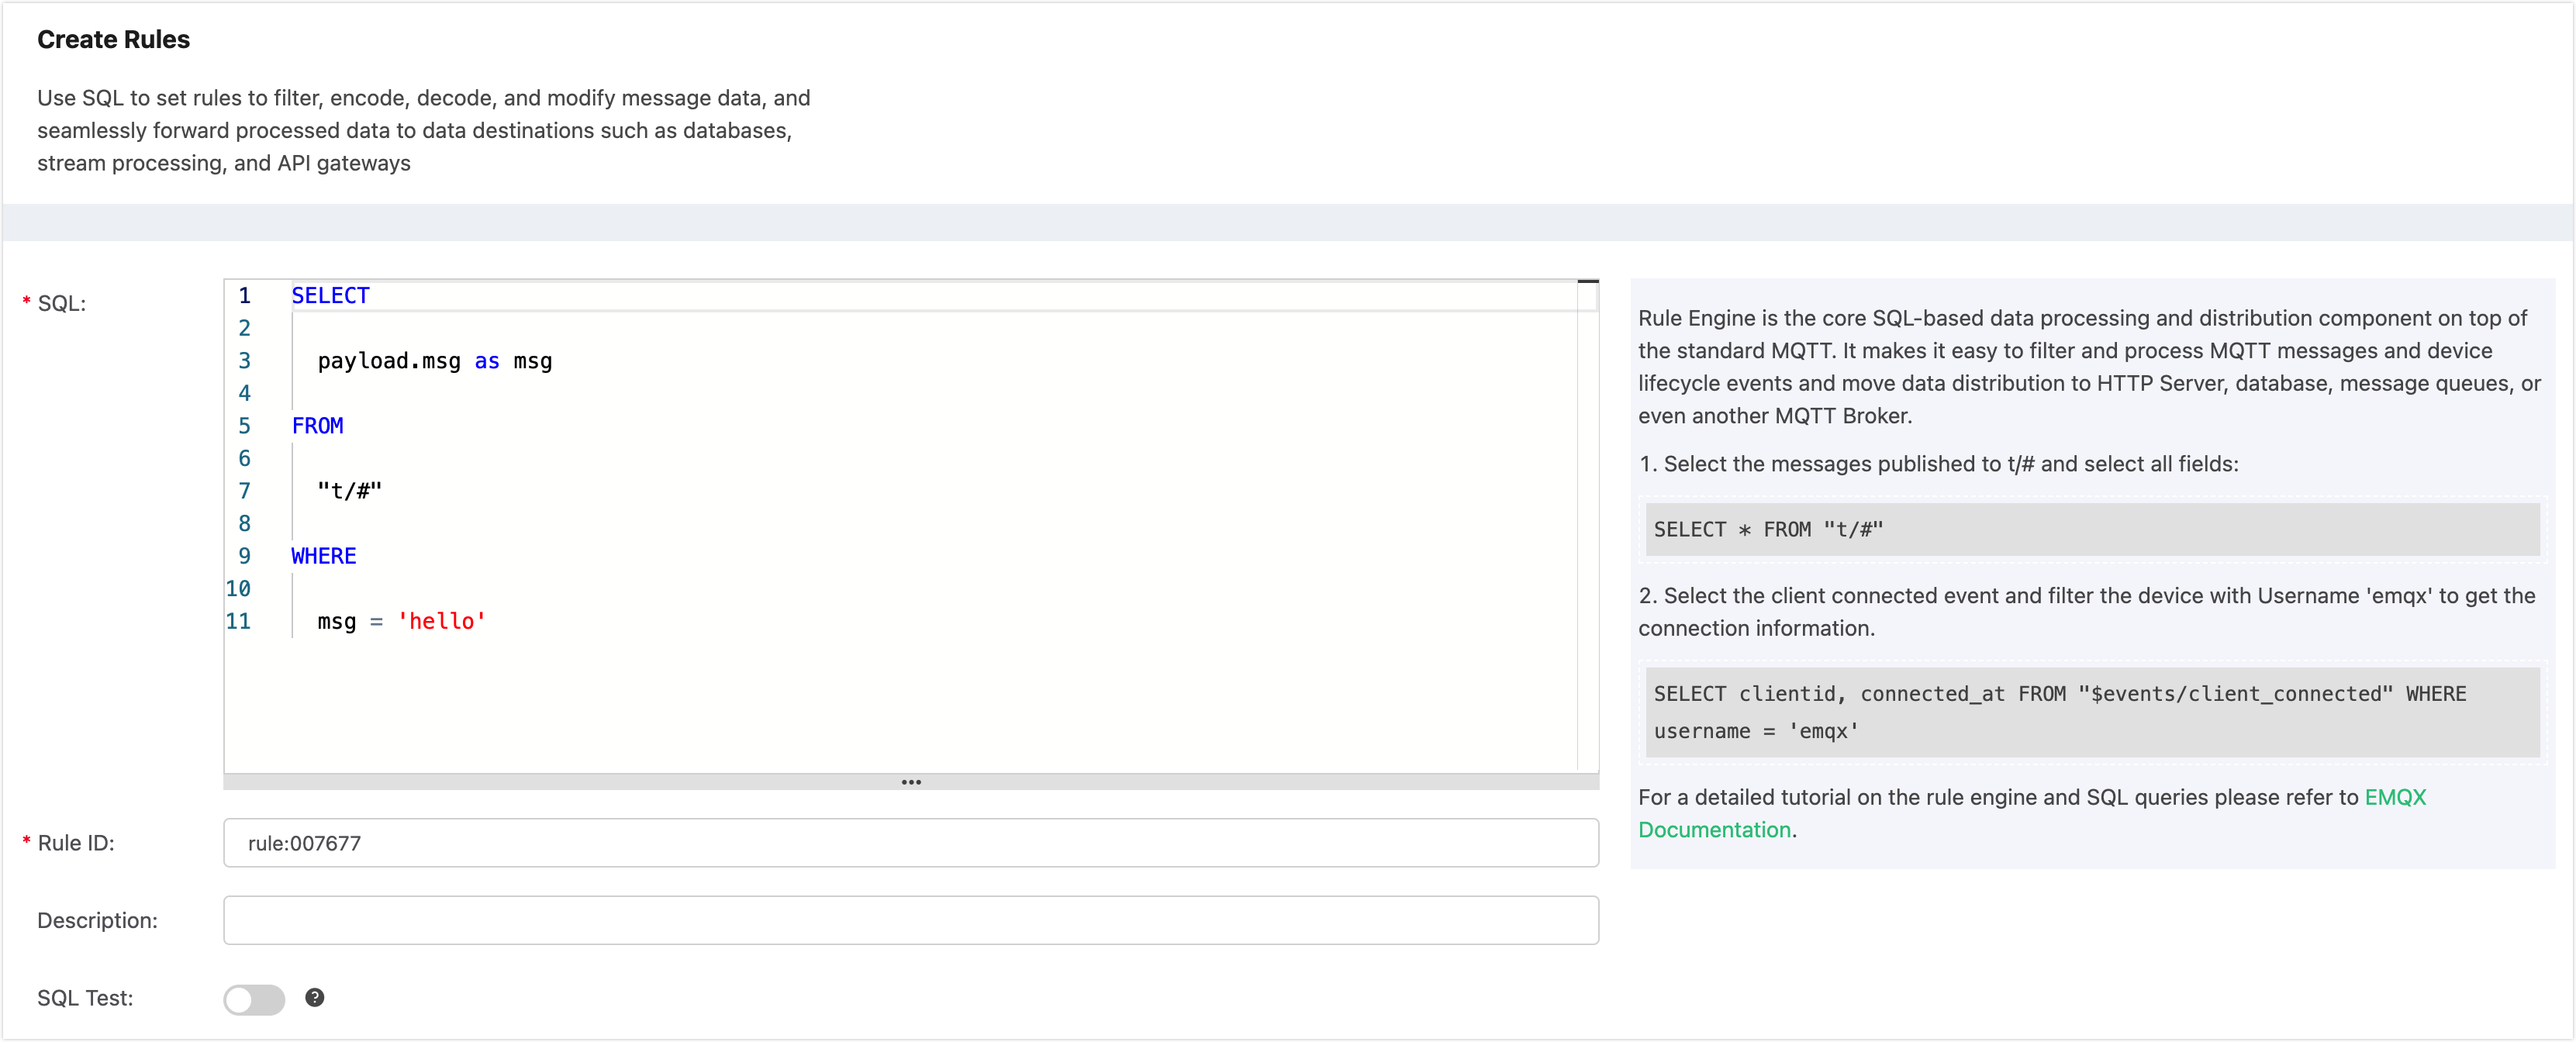 Create Rules
Use SQL to set rules to filter, encode, decode, and modify message data, and
seamlessly forward processed data to data destinations such as databases,
stream processing, and API gateways
* SQL:
1 SELECT
2
3 payload.msg as msg
4
5 FROM
6
7 "t/#"
8
9 WHERE
10
11 msg = 'hello'
* Rule ID:
rule:007677
Description:
SQL Test:
?
Rule Engine is the core SQL-based data processing and distribution component on top of
the standard MQTT. It makes it easy to filter and process MQTT messages and device
lifecycle events and move data distribution to HTTP Server, database, message queues, or
even another MQTT Broker.
1. Select the messages published to t/# and select all fields:
SELECT * FROM "t/#"
2. Select the client connected event and filter the device with Username 'emqx' to get the
connection information.
SELECT clientid, connected_at FROM "$events/client_connected" WHERE
username = 'emqx'
For a detailed tutorial on the rule engine and SQL queries please refer to EMQX
Documentation.